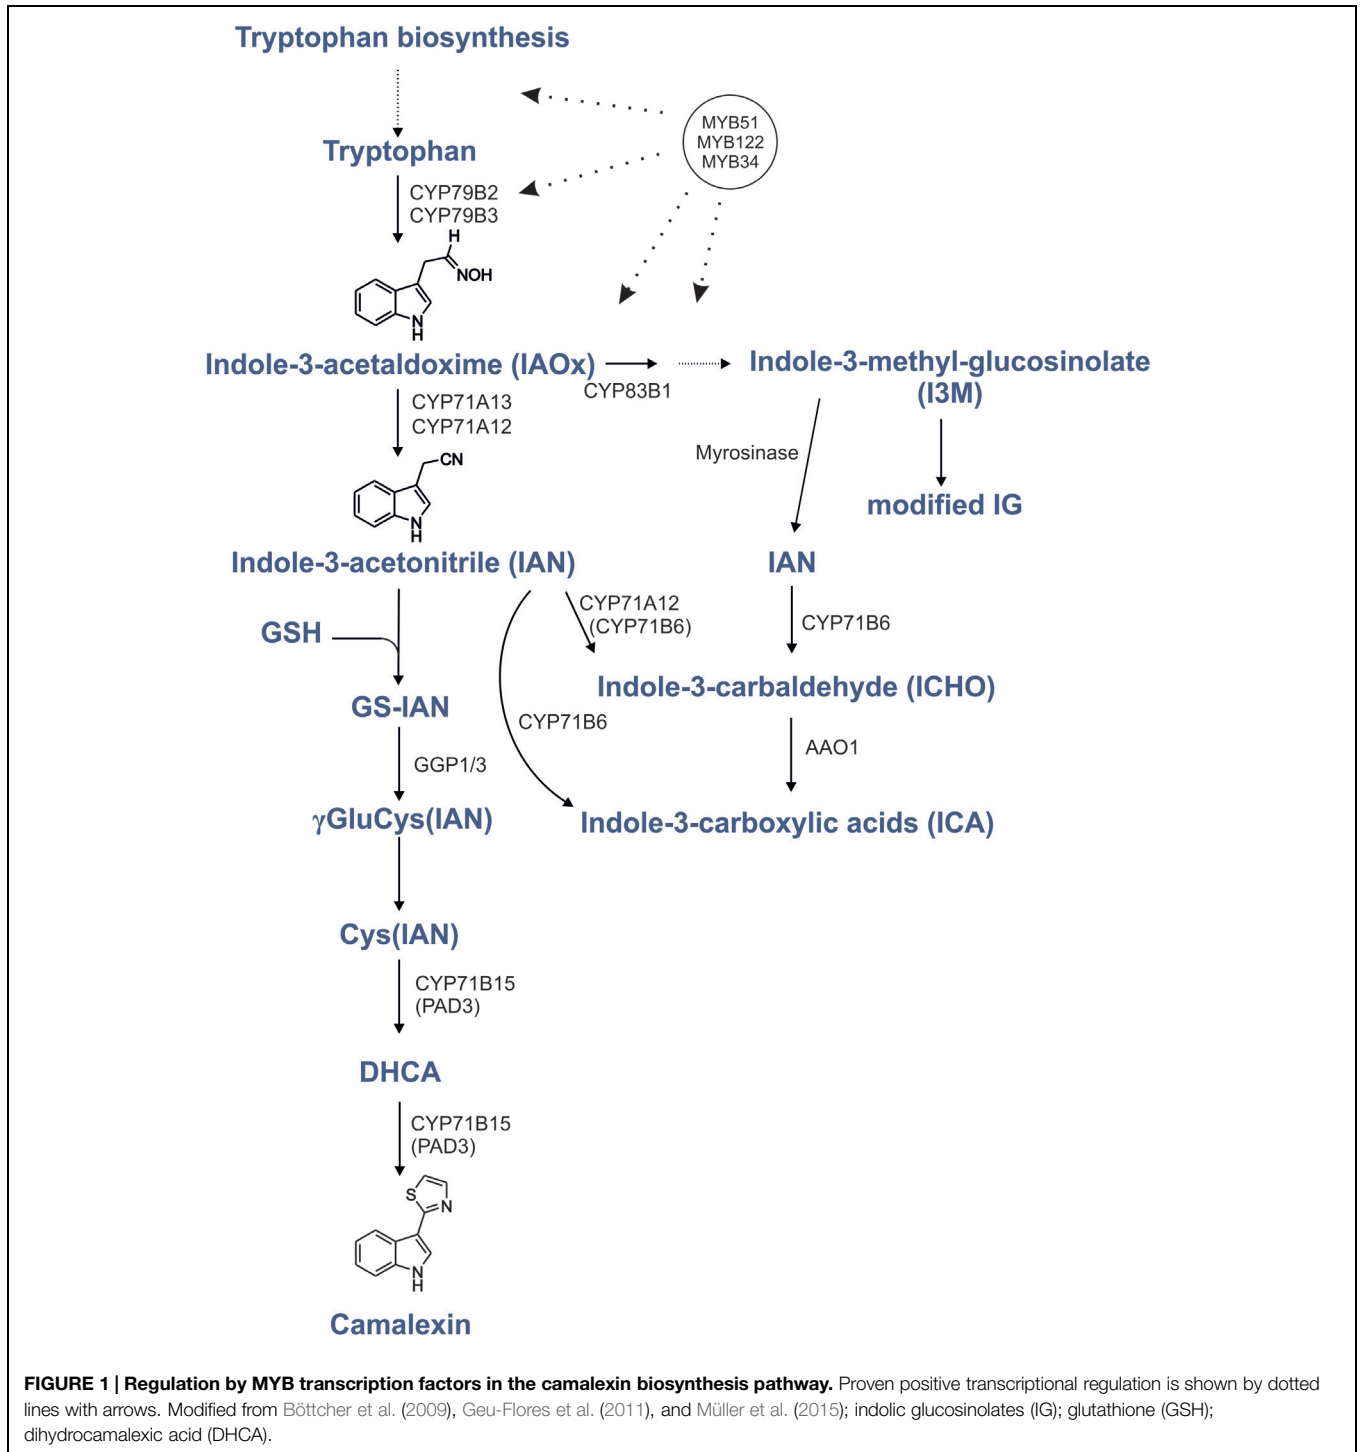 Tryptophan biosynthesis
MYB51
MYB122
MYB34
Tryptophan
CYP79B2
CYP79B3
H
NOH
N
H
Indole-3-acetaldoxime (IAOx)
CYP83B1
Indole-3-methyl-glucosinolate
(I3M)
CYP71A13
CYP71A12
CN
N
H
Myrosinase
modified IG
Indole-3-acetonitrile (IAN)
IAN
CYP71A12
(CYP71B6)
CYP71B6
GSH
Indole-3-carbaldehyde (ICHO)
GS-IAN
CYP71B6
AAO1
GGP1/3
γGluCys(IAN)
Indole-3-carboxylic acids (ICA)
Cys(IAN)
CYP71B15
(PAD3)
DHCA
CYP71B15
(PAD3)
S
N
N
H
Camalexin
FIGURE 1 | Regulation by MYB transcription factors in the camalexin biosynthesis pathway. Proven positive transcriptional regulation is shown by dotted
lines with arrows. Modified from Böttcher et al. (2009), Geu-Flores et al. (2011), and Müller et al. (2015); indolic glucosinolates (IG); glutathione (GSH);
dihydrocamalexic acid (DHCA).